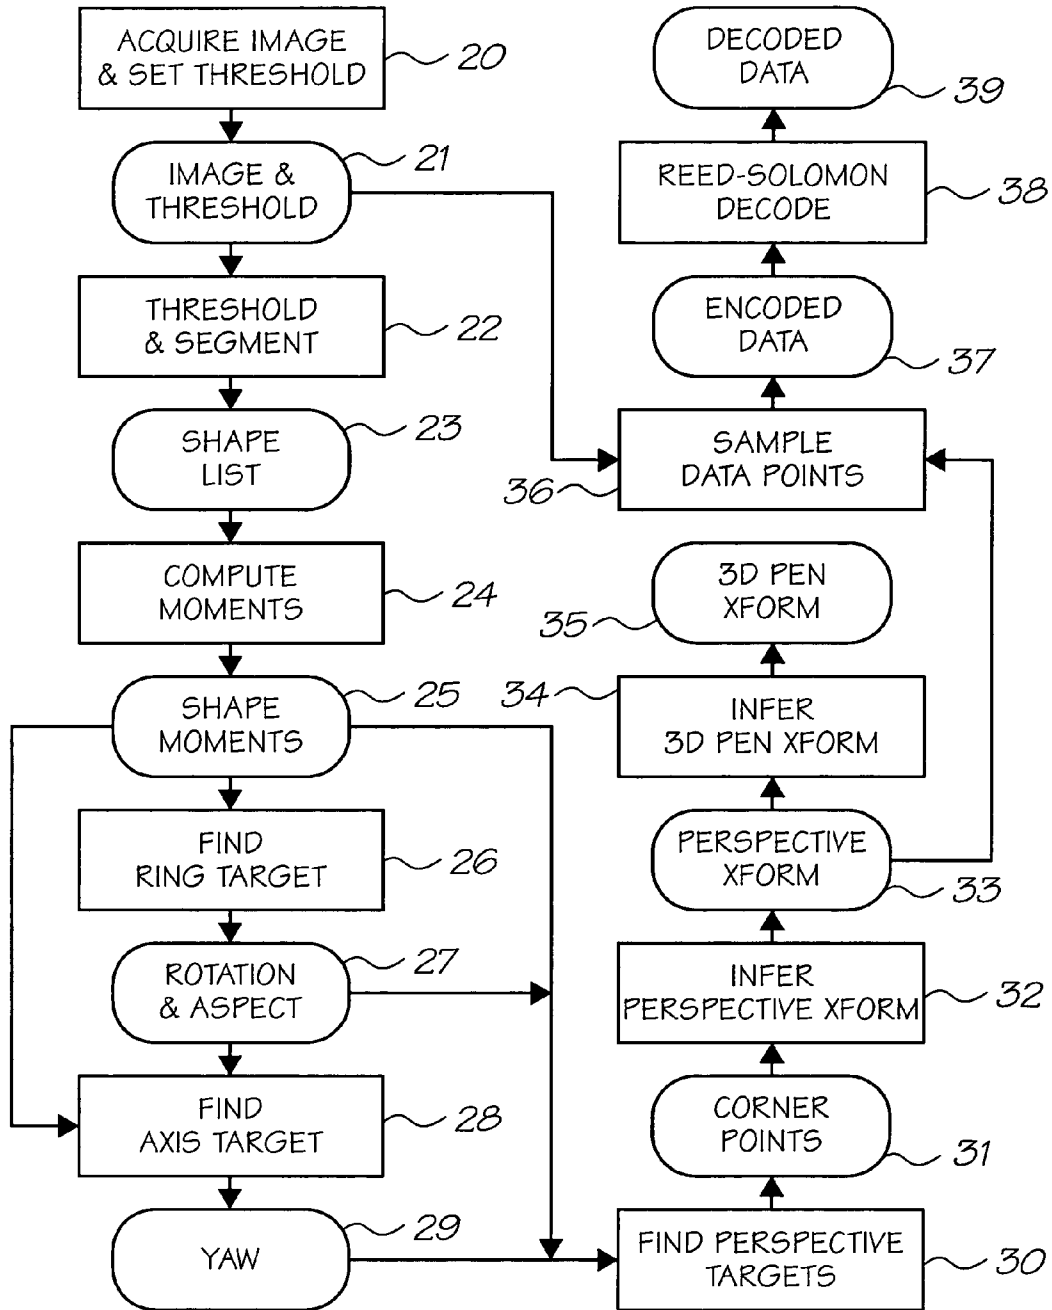 ACQUIRE IMAGE
& SET THRESHOLD
20
IMAGE &
THRESHOLD
21
THRESHOLD
& SEGMENT
22
SHAPE
LIST
23
COMPUTE
MOMENTS
24
SHAPE
MOMENTS
25
FIND
RING TARGET
26
ROTATION
& ASPECT
27
FIND
AXIS TARGET
28
YAW
29
FIND PERSPECTIVE
TARGETS
30
CORNER
POINTS
31
INFER
PERSPECTIVE XFORM
32
PERSPECTIVE
XFORM
33
INFER
3D PEN XFORM
34
3D PEN
XFORM
35
SAMPLE
DATA POINTS
36
ENCODED
DATA
37
REED-SOLOMON
DECODE
38
DECODED
DATA
39